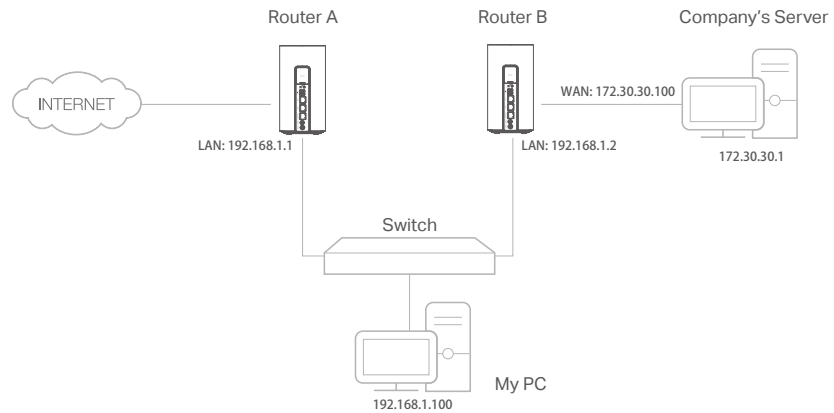 Router A
Router B
Company's Server
INTERNET
WAN: 172.30.30.100
LAN: 192.168.1.1
LAN: 192.168.1.2
172.30.30.1
Switch
My PC
192.168.1.100